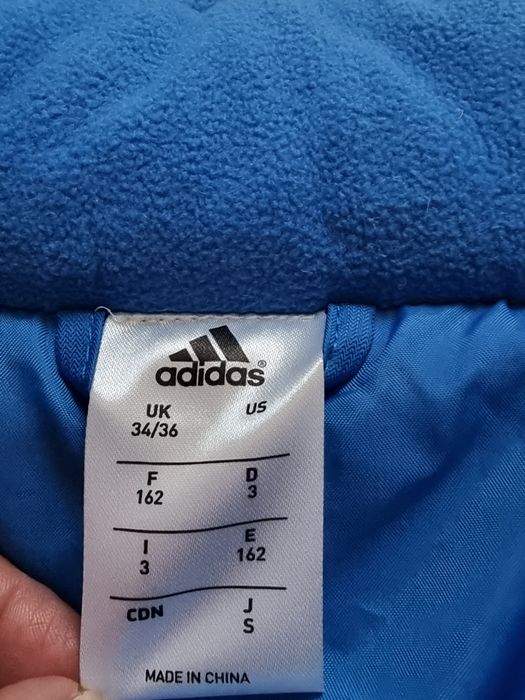 adidas®
UK US
34/36
F D
162 3
I E
3 162
CDN J
S
MADE IN CHINA